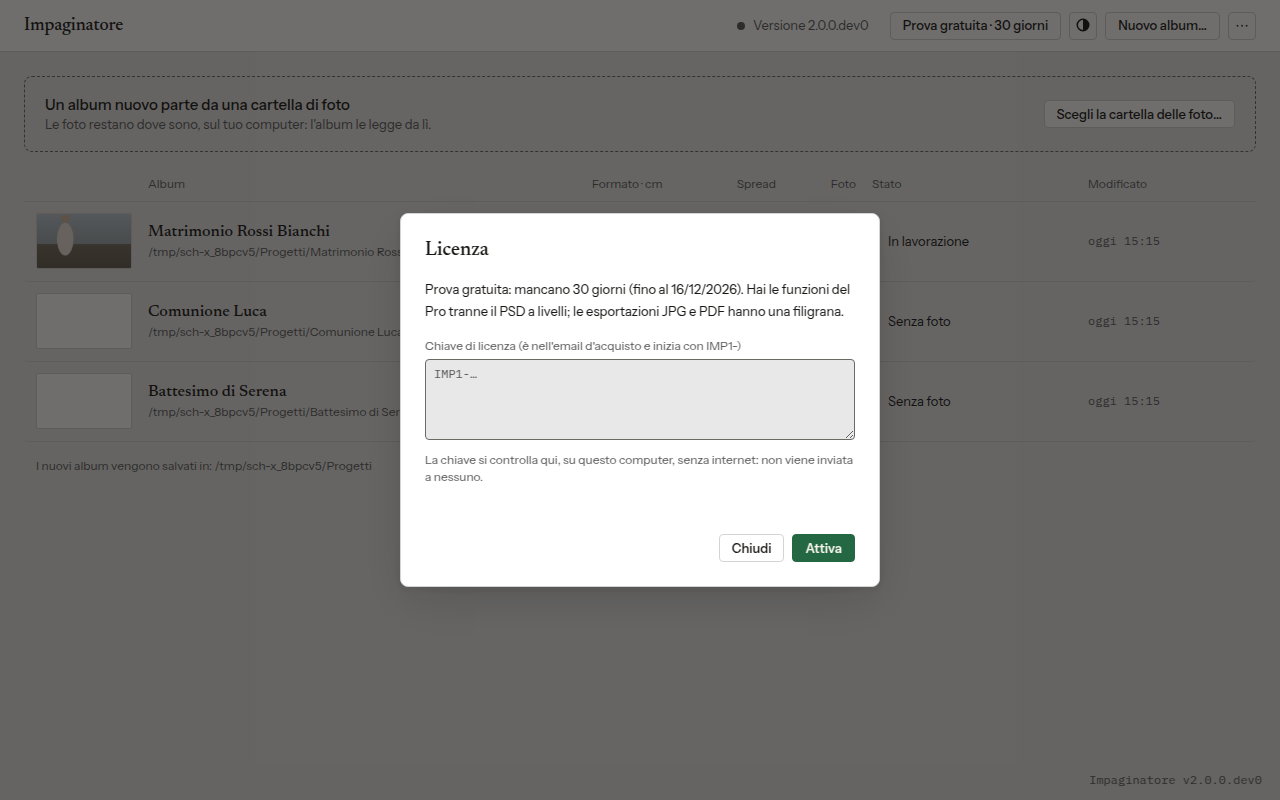 Impaginatore
Versione 2.0.0.dev0
Prova gratuita · 30 giorni
Nuovo album…
Un album nuovo parte da una cartella di foto
Le foto restano dove sono, sul tuo computer: l'album le legge da lì.
Scegli la cartella delle foto…
Album Formato · cm Spread Foto Stato Modificato
Matrimonio Rossi Bianchi
/tmp/sch-x_8bpcv5/Progetti/Matrimonio Ross
In lavorazione
oggi 15:15
Comunione Luca
/tmp/sch-x_8bpcv5/Progetti/Comunione Luca
Senza foto
oggi 15:15
Battesimo di Serena
/tmp/sch-x_8bpcv5/Progetti/Battesimo di Ser
Senza foto
oggi 15:15
I nuovi album vengono salvati in: /tmp/sch-x_8bpcv5/Progetti
Licenza
Prova gratuita: mancano 30 giorni (fino al 16/12/2026). Hai le funzioni del
Pro tranne il PSD a livelli; le esportazioni JPG e PDF hanno una filigrana.
Chiave di licenza (è nell'email d'acquisto e inizia con IMP1-)
IMP1-…
La chiave si controlla qui, su questo computer, senza internet: non viene inviata
a nessuno.
Chiudi
Attiva
Impaginatore v2.0.0.dev0